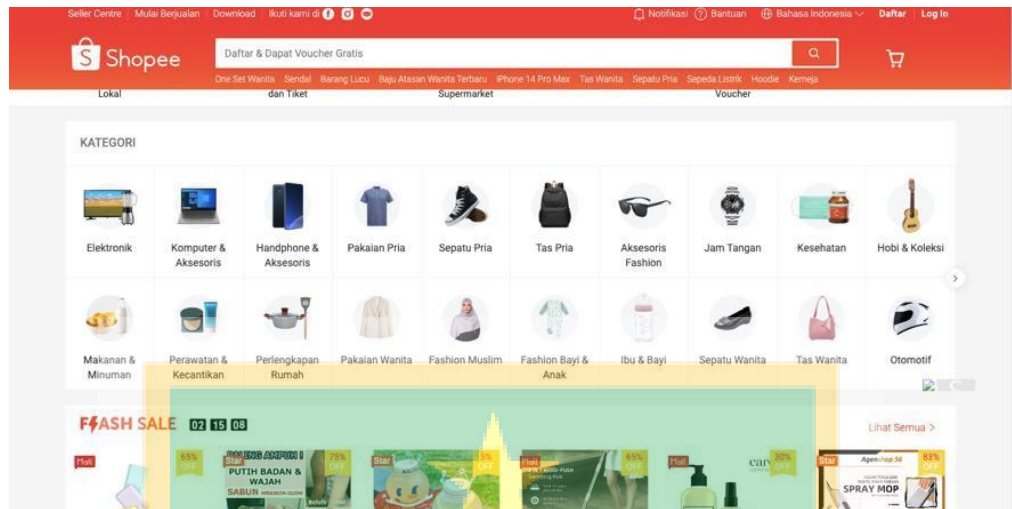 Seller Centre Mulai Berjualan Download Ikuti kami di
Notifikasi Bantuan Bahasa Indonesia Daftar Log In
S Shopee
Daftar & Dapat Voucher Gratis
One Set Wanita Sendal Barang Lucu Baju Atasan Wanita Terbaru iPhone 14 Pro Max Tas Wanita Sepatu Pria Sepeda Listrik Hoodie Kemeja
Lokal dan Tiket Supermarket Voucher
KATEGORI
Elektronik
Komputer &
Aksesoris
Handphone &
Aksesoris
Pakaian Pria
Sepatu Pria
Tas Pria
Aksesoris
Fashion
Jam Tangan
Kesehatan
Hobi & Koleksi
Makanan &
Minuman
Perawatan &
Kecantikan
Perlengkapan
Rumah
Pakaian Wanita
Fashion Muslim
Fashion Bayi &
Anak
Ibu & Bayi
Sepatu Wanita
Tas Wanita
Otomotif
FLASH SALE 02 15 08
Lihat Semua >
Mall
65%
OFF
Star
PUTIH BADAN &
WAJAH
SABUN
Before
75%
OFF
Star
5%
OFF
Mall
65%
OFF
Mall
30%
OFF
Star
SPRAY MOP
83%
OFF